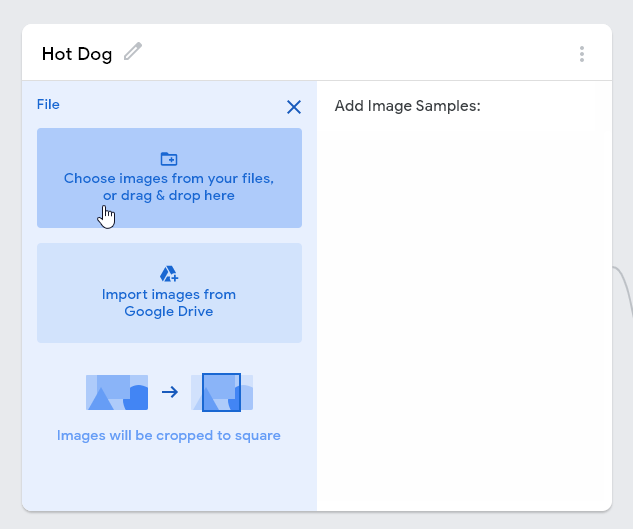 Hot Dog
File
Choose images from your files,
or drag & drop here
Import images from
Google Drive
Images will be cropped to square
Add Image Samples: